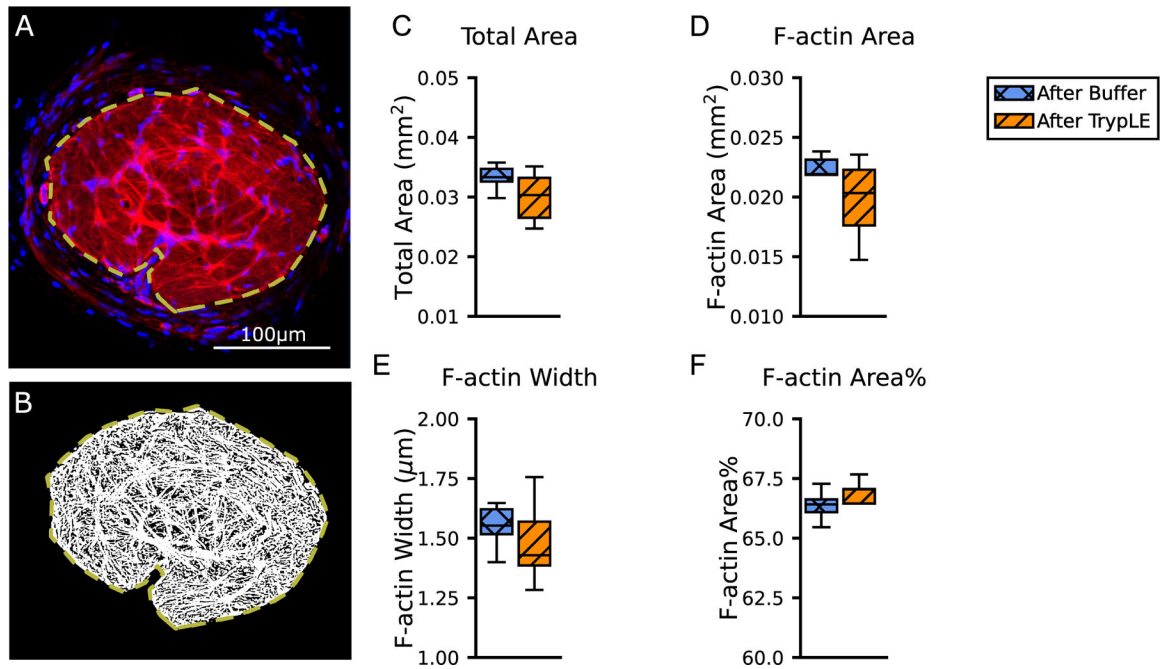 A
100µm
B
C
Total Area
Total Area (mm²)
0.05
0.04
0.03
0.02
0.01
D
F-actin Area
F-actin Area (mm²)
0.030
0.025
0.020
0.015
0.010
After Buffer
After TrypLE
E
F-actin Width
F-actin Width (µm)
2.00
1.75
1.50
1.25
1.00
F
F-actin Area%
F-actin Area%
70.0
67.5
65.0
62.5
60.0